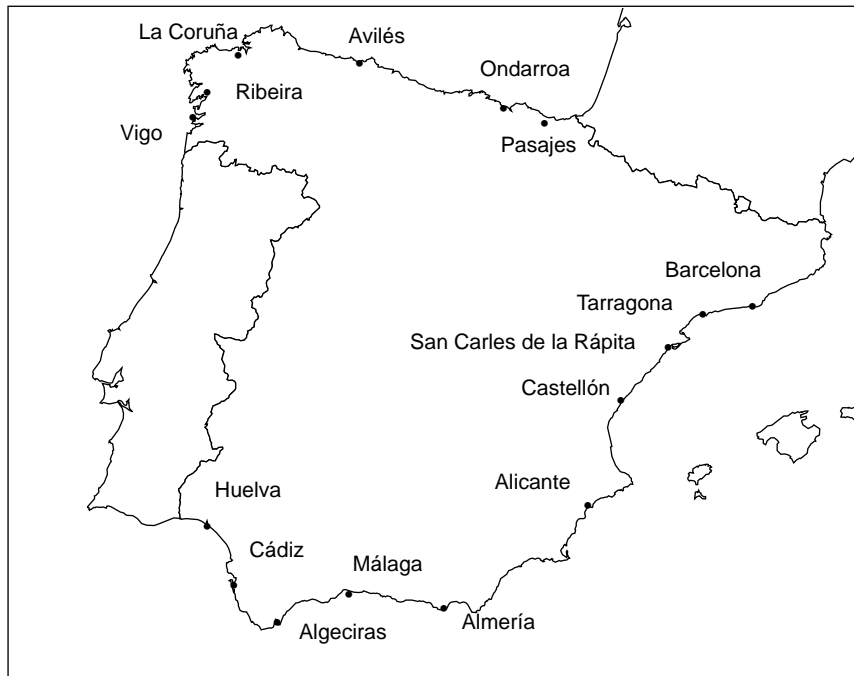 La Coruña
Avilés
Ondarroa
Ribeira
Vigo
Pasajes
Barcelona
Tarragona
San Carles de la Rápita
Castellón
Alicante
Huelva
Cádiz
Málaga
Algeciras
Almería